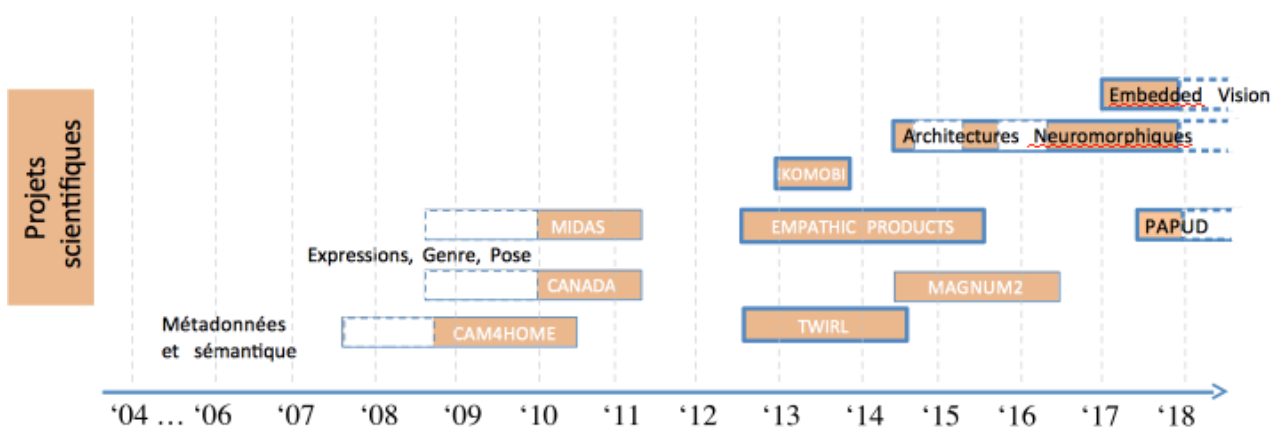 Projets
scientifiques
Embedded Vision
Architectures Neuromorphiques
KOMOBI
MIDAS
EMPATHIC PRODUCTS
PAPUD
Expressions, Genre, Pose
CANADA
MAGNUM2
Métadonnées
et sémantique
CAM4HOME
TWIRL
‘04 … ‘06 ‘07 ‘08 ‘09 ‘10 ‘11 ‘12 ‘13 ‘14 ‘15 ‘16 ‘17 ‘18